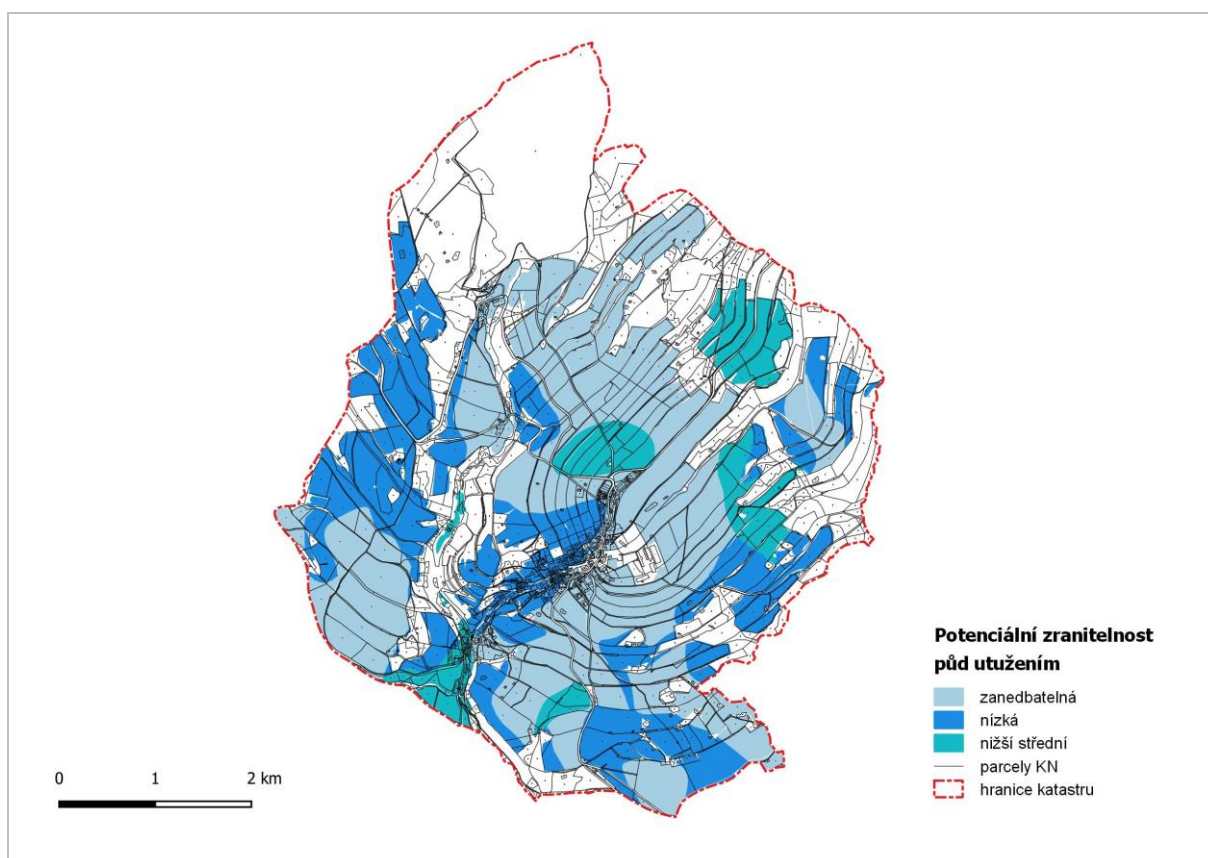 Potenciální zranitelnost
půd utužením
zanedbatelná
nízká
nižší střední
parcely KN
hranice katastru
0 1 2 km